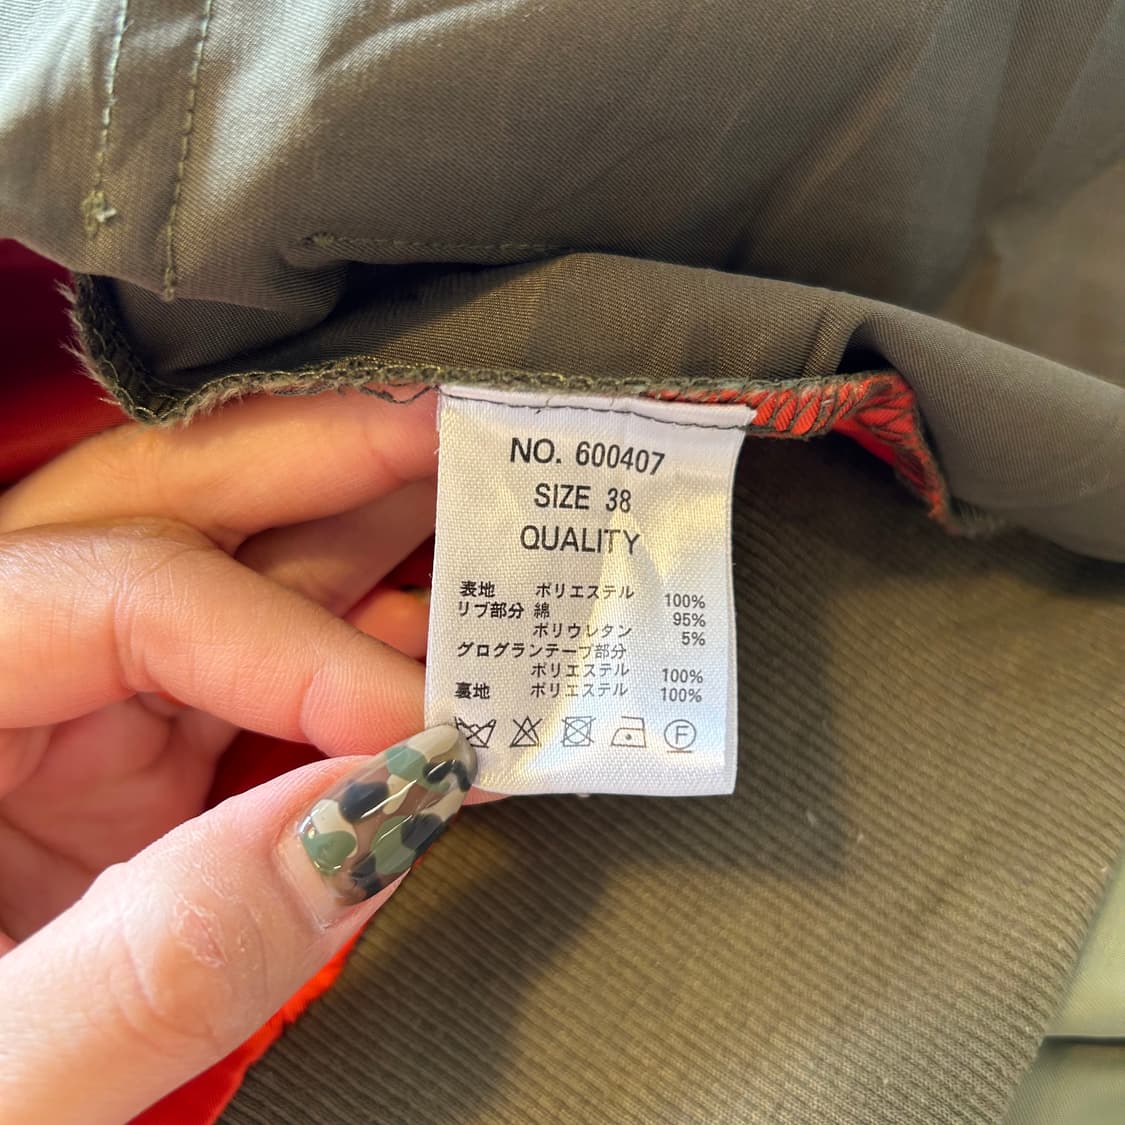 NO. 600407
SIZE 38
QUALITY
表地 ポリエステル 100%
リブ部分 綿 95%
ポリウレタン 5%
グログランテープ部分
ポリエステル 100%
裏地 ポリエステル 100%
F